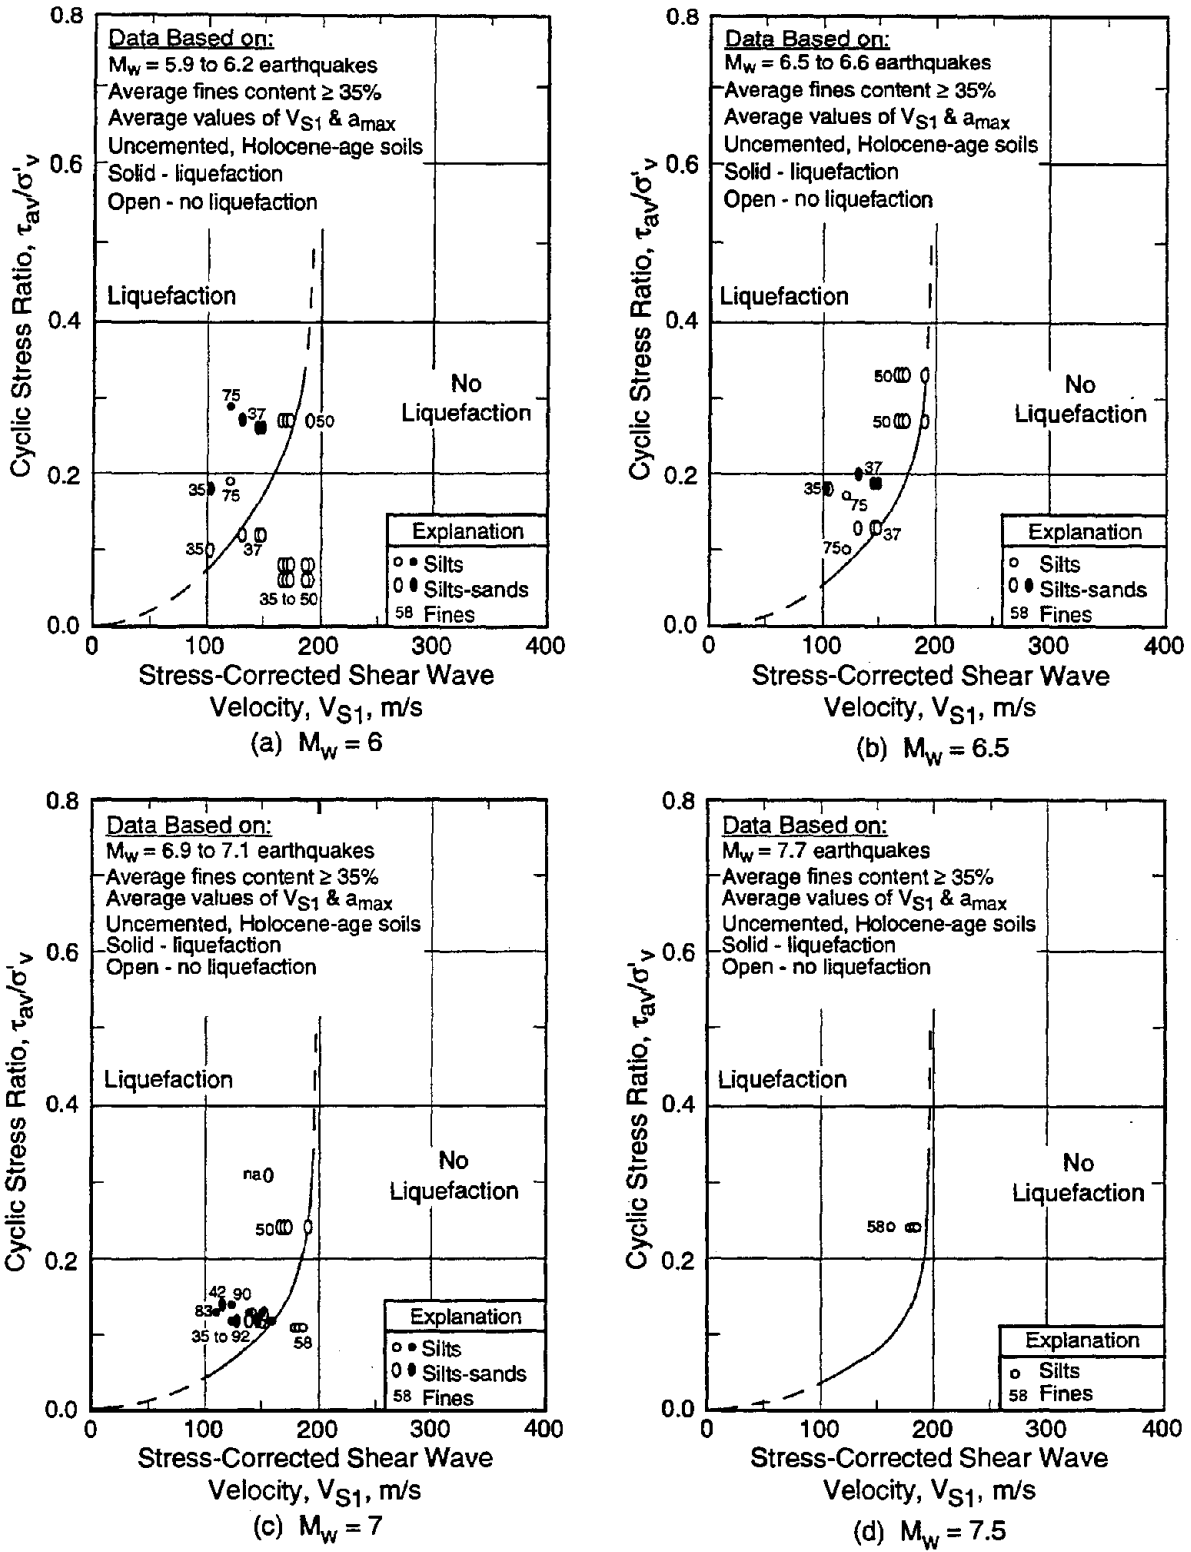 Data Based on:
Mw = 5.9 to 6.2 earthquakes
Average fines content ≥ 35%
Average values of VS1 & amax
Uncemented, Holocene-age soils
Solid - liquefaction
Open - no liquefaction
Liquefaction
No
Liquefaction
75
37
50
35
75
35
37
35 to 50
Explanation
Silts
Silts-sands
58 Fines
0.8
0.6
0.4
0.2
0.0
Cyclic Stress Ratio, τav/σ'v
0 100 200 300 400
Stress-Corrected Shear Wave
Velocity, VS1, m/s
(a) Mw = 6
Data Based on:
Mw = 6.5 to 6.6 earthquakes
Average fines content ≥ 35%
Average values of VS1 & amax
Uncemented, Holocene-age soils
Solid - liquefaction
Open - no liquefaction
Liquefaction
No
Liquefaction
50
50
37
35
75
37
75
Explanation
Silts
Silts-sands
58 Fines
0.8
0.6
0.4
0.2
0.0
Cyclic Stress Ratio, τav/σ'v
0 100 200 300 400
Stress-Corrected Shear Wave
Velocity, VS1, m/s
(b) Mw = 6.5
Data Based on:
Mw = 6.9 to 7.1 earthquakes
Average fines content ≥ 35%
Average values of VS1 & amax
Uncemented, Holocene-age soils
Solid - liquefaction
Open - no liquefaction
Liquefaction
No
Liquefaction
na
50
42 90
83
35 to 92
58
Explanation
Silts
Silts-sands
58 Fines
0.8
0.6
0.4
0.2
0.0
Cyclic Stress Ratio, τav/σ'v
0 100 200 300 400
Stress-Corrected Shear Wave
Velocity, VS1, m/s
(c) Mw = 7
Data Based on:
Mw = 7.7 earthquakes
Average fines content ≥ 35%
Average values of VS1 & amax
Uncemented, Holocene-age soils
Solid - liquefaction
Open - no liquefaction
Liquefaction
No
Liquefaction
58
Explanation
Silts
58 Fines
0.8
0.6
0.4
0.2
0.0
Cyclic Stress Ratio, τav/σ'v
0 100 200 300 400
Stress-Corrected Shear Wave
Velocity, VS1, m/s
(d) Mw = 7.5